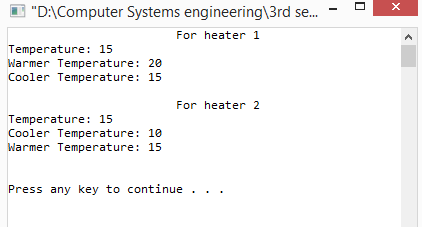 "D:\Computer Systems engineering\3rd se...
For heater 1
Temperature: 15
Warmer Temperature: 20
Cooler Temperature: 15
For heater 2
Temperature: 15
Cooler Temperature: 10
Warmer Temperature: 15
Press any key to continue . . .